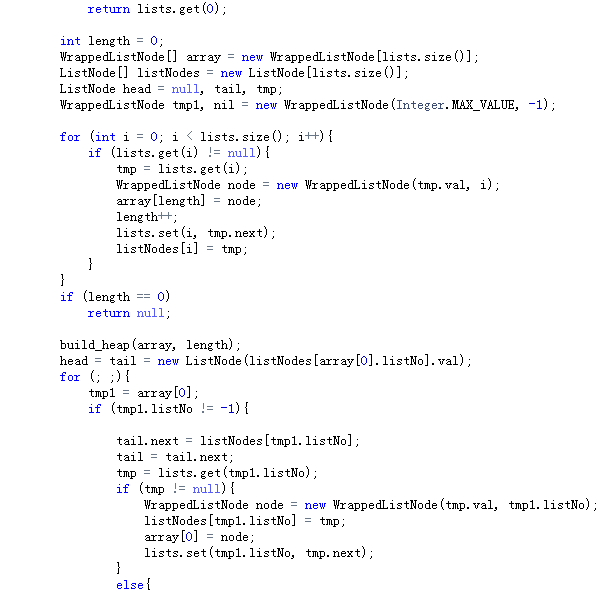 return lists.get(0);
int length = 0;
WrappedListNode[] array = new WrappedListNode[lists.size()];
ListNode[] listNodes = new ListNode[lists.size()];
ListNode head = null, tail, tmp;
WrappedListNode tmp1, nil = new WrappedListNode(Integer.MAX_VALUE, -1);
for (int i = 0; i < lists.size(); i++){
if (lists.get(i) != null){
tmp = lists.get(i);
WrappedListNode node = new WrappedListNode(tmp.val, i);
array[length] = node;
length++;
lists.set(i, tmp.next);
listNodes[i] = tmp;
}
}
if (length == 0)
return null;
build_heap(array, length);
head = tail = new ListNode(listNodes[array[0].listNo].val);
for (; ;){
tmp1 = array[0];
if (tmp1.listNo != -1){
tail.next = listNodes[tmp1.listNo];
tail = tail.next;
tmp = lists.get(tmp1.listNo);
if (tmp != null){
WrappedListNode node = new WrappedListNode(tmp.val, tmp1.listNo);
listNodes[tmp1.listNo] = tmp;
array[0] = node;
lists.set(tmp1.listNo, tmp.next);
}
else{